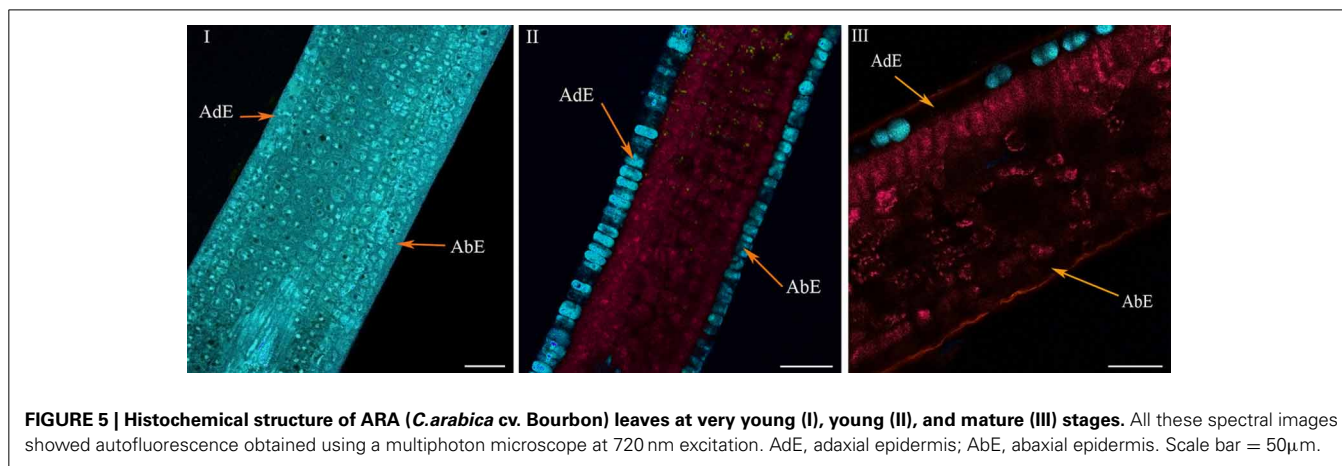 I
AdE
AbE
II
AdE
AbE
III
AdE
AbE
FIGURE 5 | Histochemical structure of ARA (C.arabica cv. Bourbon) leaves at very young (I), young (II), and mature (III) stages. All these spectral images
showed autofluorescence obtained using a multiphoton microscope at 720 nm excitation. AdE, adaxial epidermis; AbE, abaxial epidermis. Scale bar = 50μm.